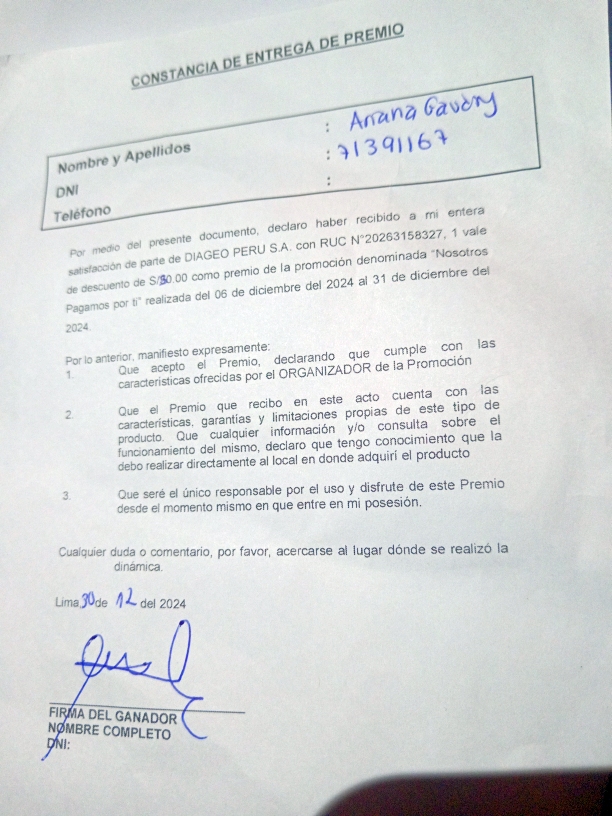 CONSTANCIA DE ENTREGA DE PREMIO
Nombre y Apellidos : Arrana Gavery
DNI : 71391167
Teléfono :
Por medio del presente documento, declaro haber recibido a mi entera
satisfacción de parte de DIAGEO PERU S.A. con RUC N°20263158327, 1 vale
de descuento de S/30.00 como premio de la promoción denominada "Nosotros
Pagamos por ti" realizada del 06 de diciembre del 2024 al 31 de diciembre del
2024.
Por lo anterior, manifiesto expresamente:
1. Que acepto el Premio, declarando que cumple con las
características ofrecidas por el ORGANIZADOR de la Promoción
2. Que el Premio que recibo en este acto cuenta con las
características, garantías y limitaciones propias de este tipo de
producto. Que cualquier información y/o consulta sobre el
funcionamiento del mismo, declaro que tengo conocimiento que la
debo realizar directamente al local en donde adquirí el producto
3. Que seré el único responsable por el uso y disfrute de este Premio
desde el momento mismo en que entre en mi posesión.
Cualquier duda o comentario, por favor, acercarse al lugar dónde se realizó la
dinámica.
Lima,30 de 12 del 2024
FIRMA DEL GANADOR
NOMBRE COMPLETO
DNI: